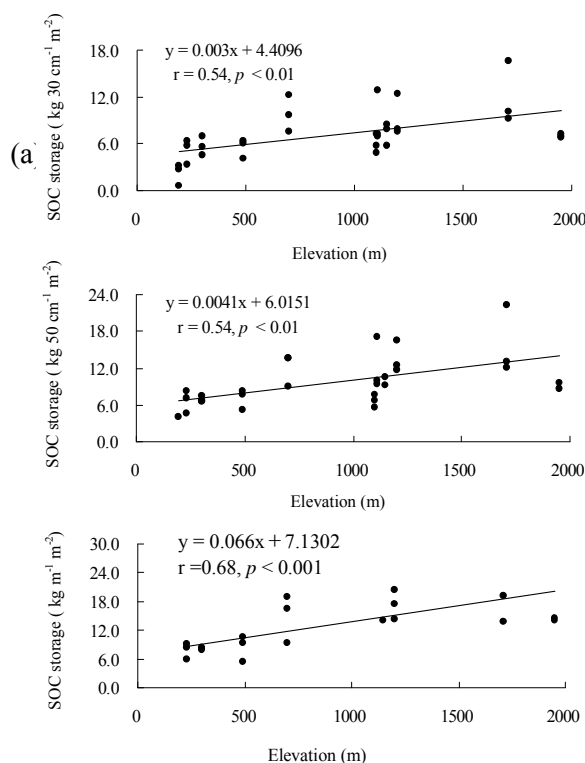 y = 0.003x + 4.4096
r = 0.54, p < 0.01
SOC storage ( kg 30 cm⁻¹ m⁻²)
18.0
12.0
6.0
0.0
(a)
0 500 1000 1500 2000
Elevation (m)
y = 0.0041x + 6.0151
r = 0.54, p < 0.01
SOC storage ( kg 50 cm⁻¹ m⁻²)
24.0
18.0
12.0
6.0
0.0
0 500 1000 1500 2000
Elevation (m)
y = 0.066x + 7.1302
r =0.68, p < 0.001
SOC storage ( kg m⁻¹ m⁻²)
30.0
24.0
18.0
12.0
6.0
0.0
0 500 1000 1500 2000
Elevation (m)